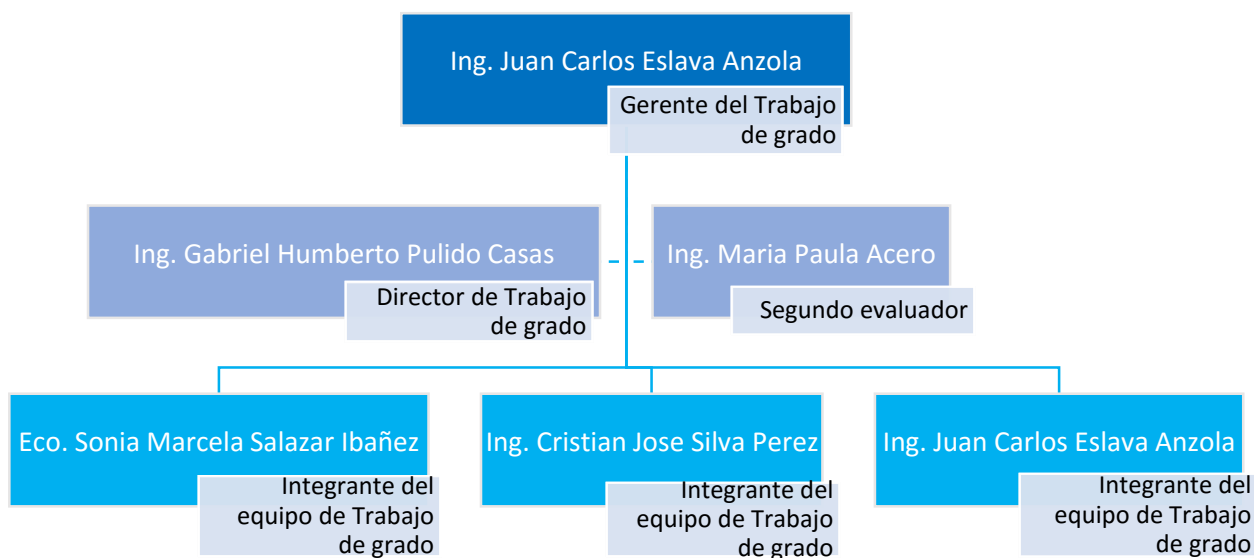 Ing. Juan Carlos Eslava Anzola
Gerente del Trabajo
de grado
Ing. Gabriel Humberto Pulido Casas
Director de Trabajo
de grado
Ing. Maria Paula Acero
Segundo evaluador
Eco. Sonia Marcela Salazar Ibañez
Integrante del
equipo de Trabajo
de grado
Ing. Cristian Jose Silva Perez
Integrante del
equipo de Trabajo
de grado
Ing. Juan Carlos Eslava Anzola
Integrante del
equipo de Trabajo
de grado